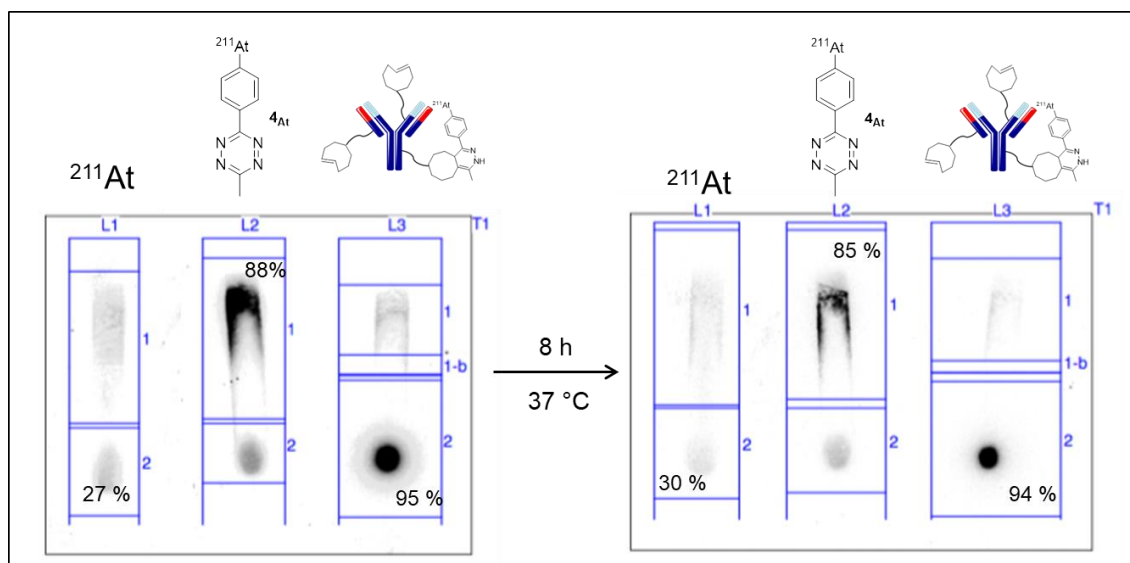 211At
4At
N N
N N
211At
NH
N
211At
L1 L2 L3 T1
88%
1
1
1
1-b
2
2
2
27 %
95 %
8 h
37 °C
211At
4At
N N
N N
211At
NH
N
211At
L1 L2 L3 T1
85 %
1
1
1
1-b
2
2
2
30 %
94 %